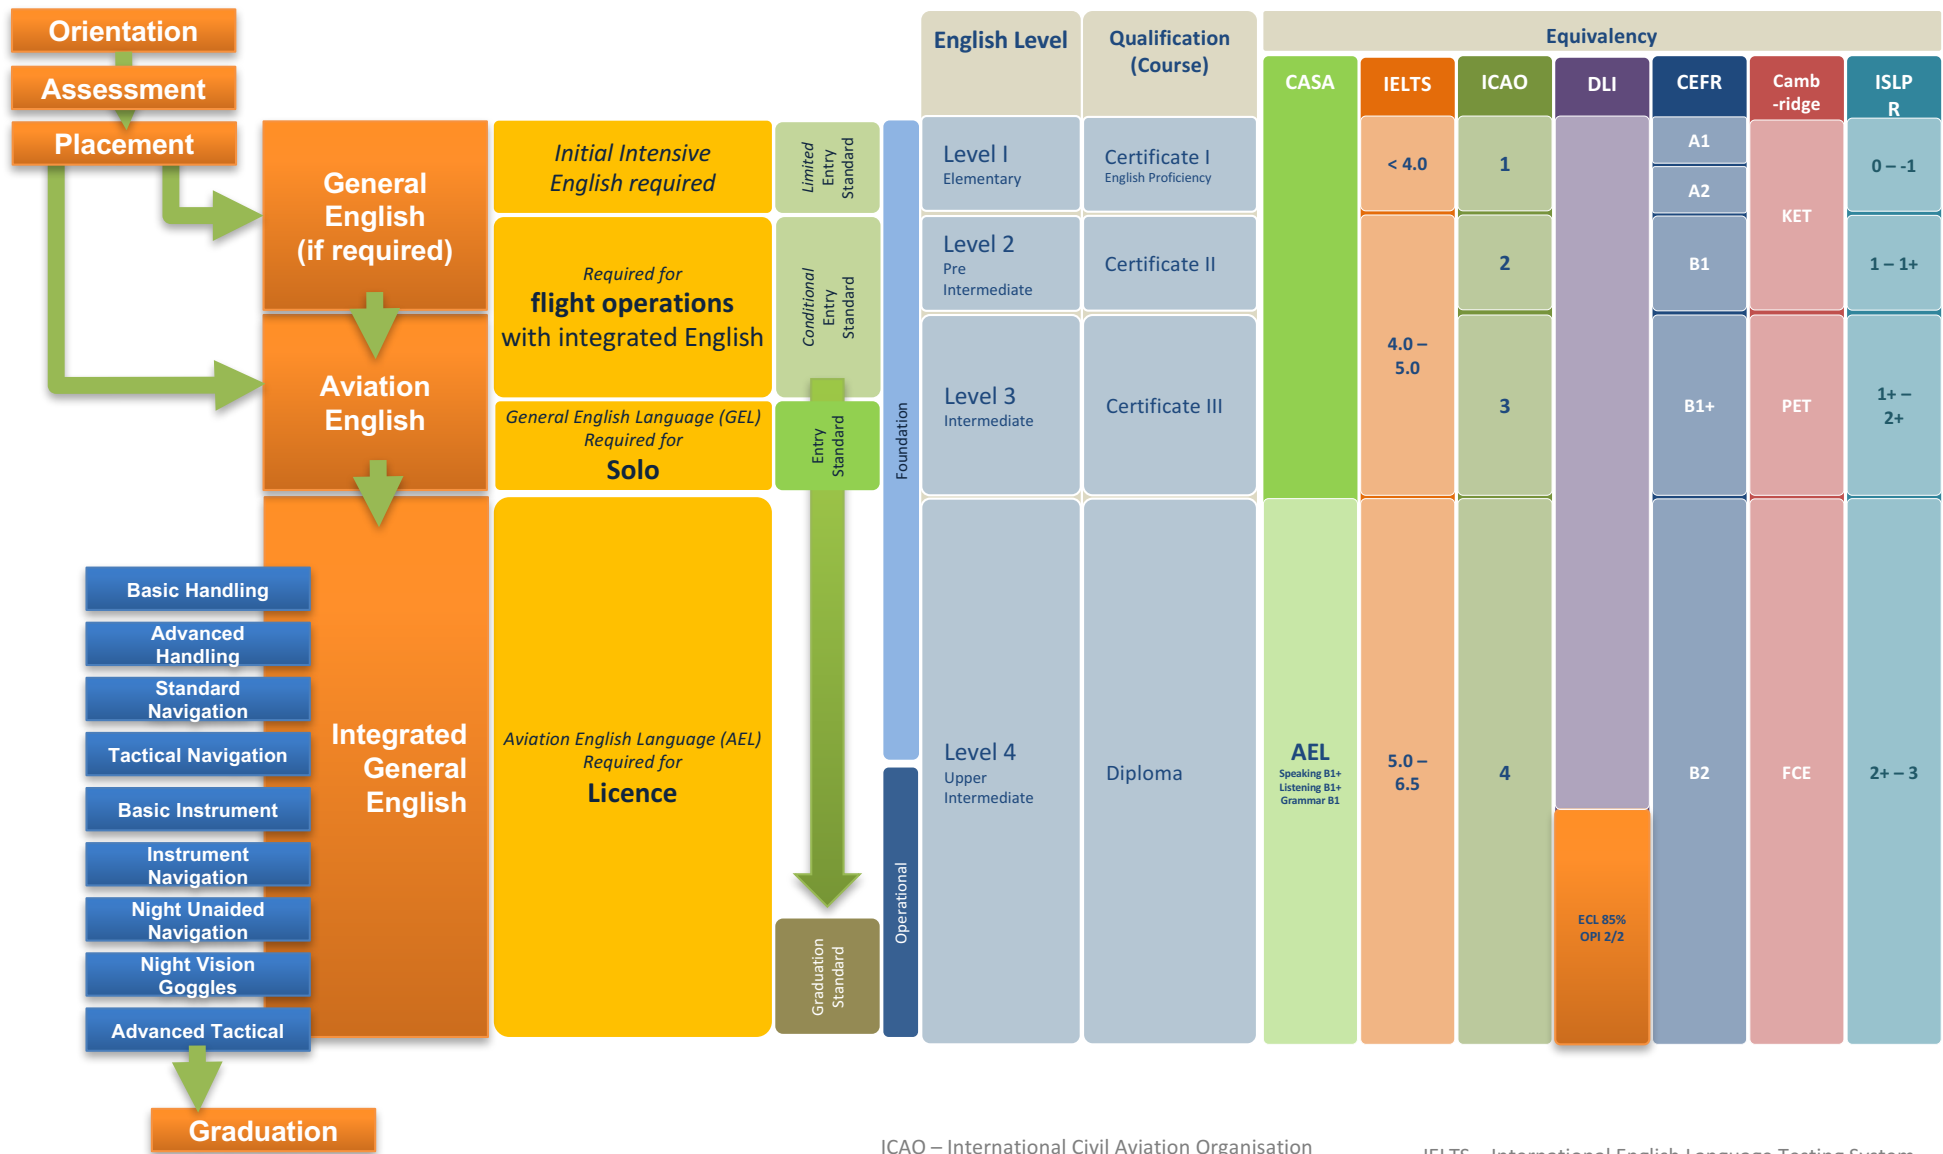 Orientation
Assessment
Placement
General
English
(if required)
Aviation
English
Integrated
General
English
Basic Handling
Advanced
Handling
Standard
Navigation
Tactical Navigation
Basic Instrument
Instrument
Navigation
Night Unaided
Navigation
Night Vision
Goggles
Advanced Tactical
Graduation
Initial Intensive
English required
Required for
flight operations
with integrated English
General English Language (GEL)
Required for
Solo
Aviation English Language (AEL)
Required for
Licence
Limited
Entry
Standard
Conditional
Entry
Standard
Entry
Standard
Graduation
Standard
Foundation
Operational
English Level
Level I
Elementary
Level 2
Pre
Intermediate
Level 3
Intermediate
Level 4
Upper
Intermediate
Qualification
(Course)
Certificate I
English Proficiency
Certificate II
Certificate III
Diploma
Equivalency
CASA
AEL
Speaking B1+
Listening B1+
Grammar B1
IELTS
< 4.0
4.0 –
5.0
5.0 –
6.5
ICAO
1
2
3
4
DLI
ECL 85%
OPI 2/2
CEFR
A1
A2
B1
B1+
B2
Camb
-ridge
KET
PET
FCE
ISLP
R
0 – -1
1 – 1+
1+ –
2+
2+ – 3
ICAO – International Civil Aviation Organisation
IELTS – International English Language Testing System